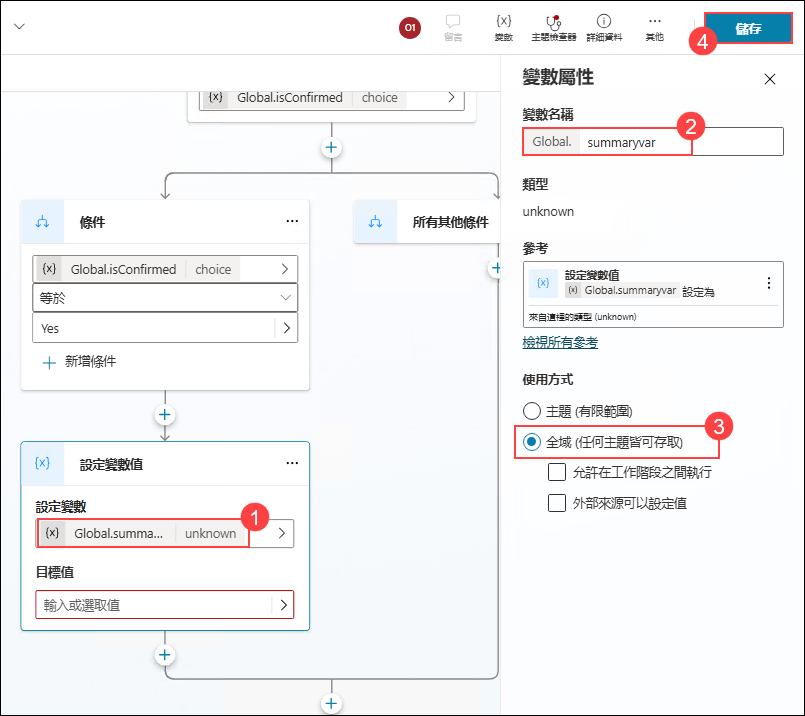 01
留言
{x}
變數
主題檢查器
詳細資料
其他
4
儲存
{x} Global.isConfirmed choice
條件
{x} Global.isConfirmed choice
等於
Yes
新增條件
所有其他條件
{x} 設定變數值
設定變數
{x} Global.summa... unknown
1
目標值
輸入或選取值
變數屬性
變數名稱
2
Global. summaryvar
類型
unknown
參考
{x} 設定變數值
{x} Global.summaryvar 設定為
來自這裡的類型 (unknown)
檢視所有參考
使用方式
主題 (有限範圍)
3
全域 (任何主題皆可存取)
允許在工作階段之間執行
外部來源可以設定值